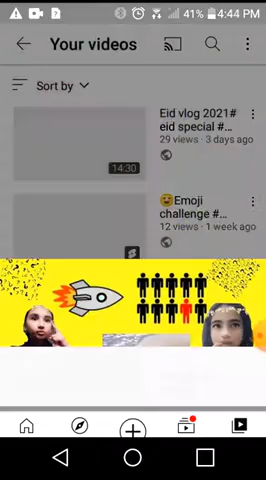 41% 4:44 PM
Your videos
Sort by
Eid vlog 2021#
eid special #...
29 views · 3 days ago
14:30
😉Emoji
challenge #...
12 views · 1 week ago